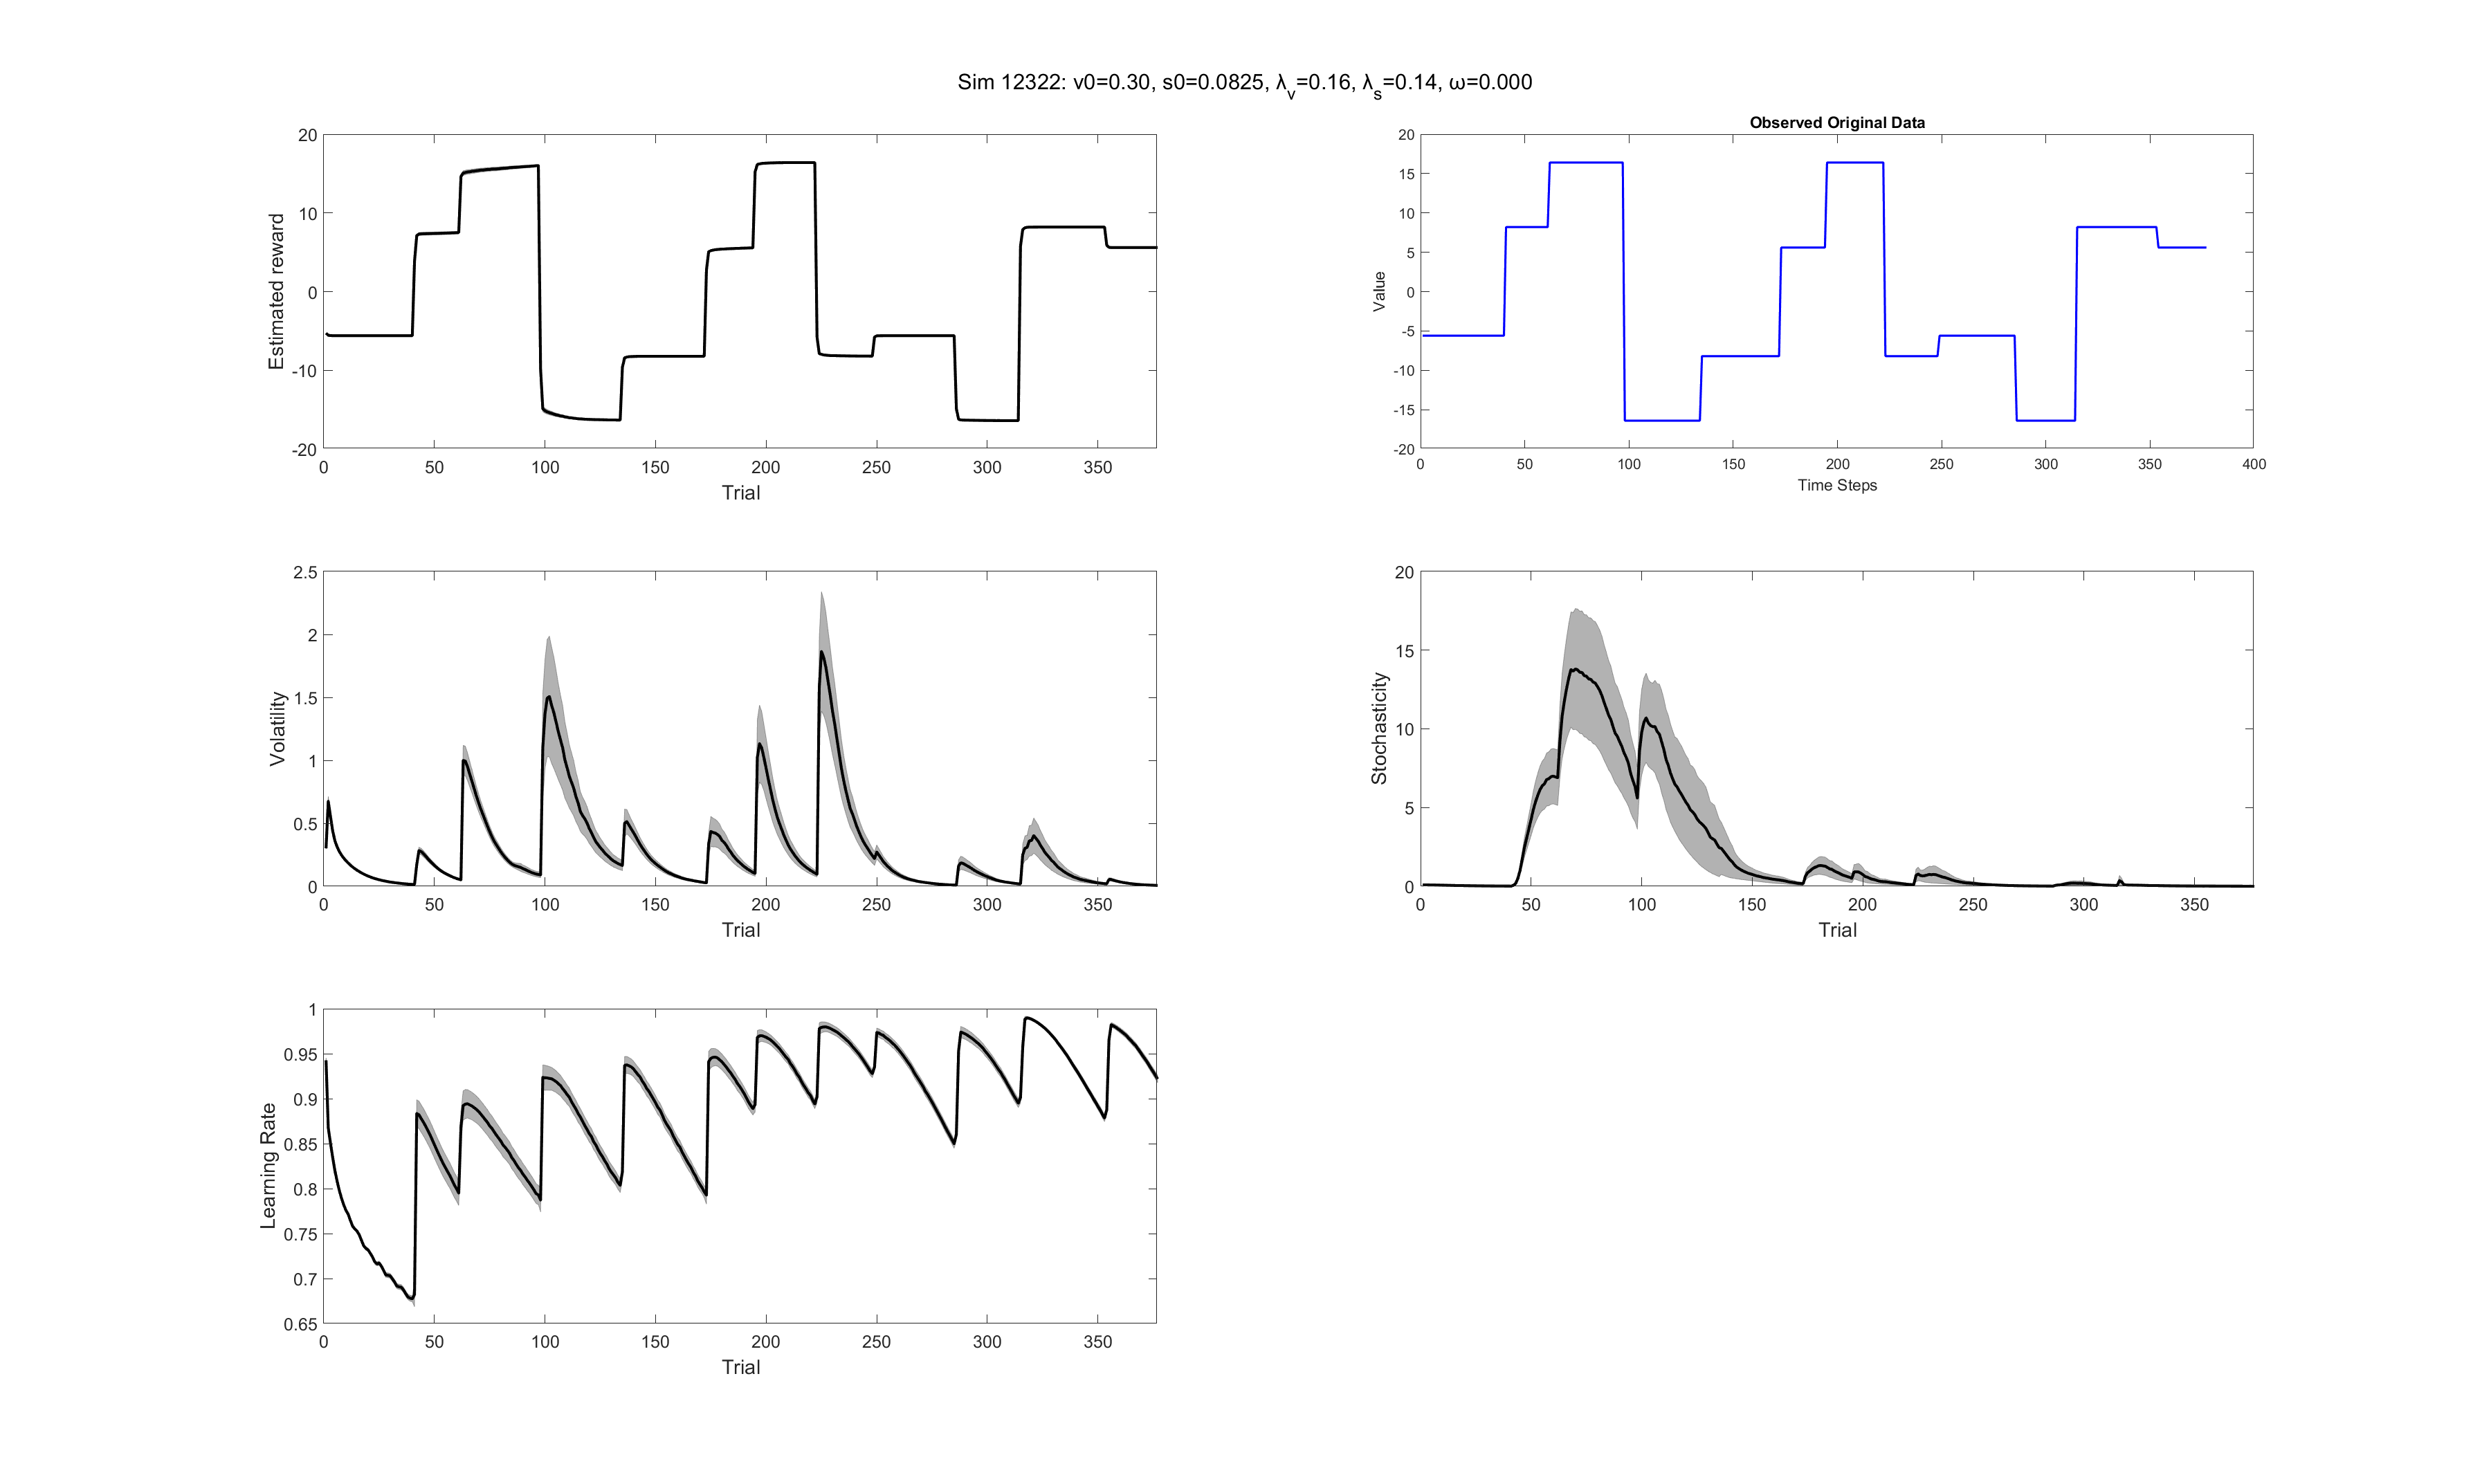 Sim 12322: v0=0.30, s0=0.0825, λv=0.16, λs=0.14, ω=0.000
Estimated reward
20
10
0
-10
-20
0 50 100 150 200 250 300 350
Trial
Observed Original Data
Value
20
15
10
5
0
-5
-10
-15
-20
0 50 100 150 200 250 300 350 400
Time Steps
Volatility
2.5
2
1.5
1
0.5
0
0 50 100 150 200 250 300 350
Trial
Stochasticity
20
15
10
5
0
0 50 100 150 200 250 300 350
Trial
Learning Rate
1
0.95
0.9
0.85
0.8
0.75
0.7
0.65
0 50 100 150 200 250 300 350
Trial